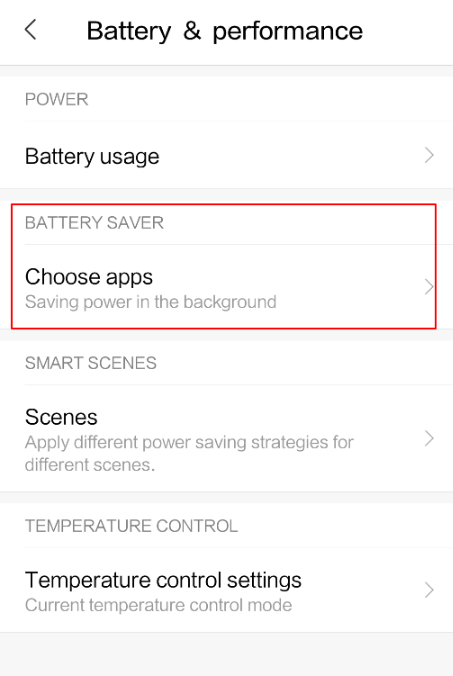 Battery & performance
POWER
Battery usage
BATTERY SAVER
Choose apps
Saving power in the background
SMART SCENES
Scenes
Apply different power saving strategies for
different scenes.
TEMPERATURE CONTROL
Temperature control settings
Current temperature control mode